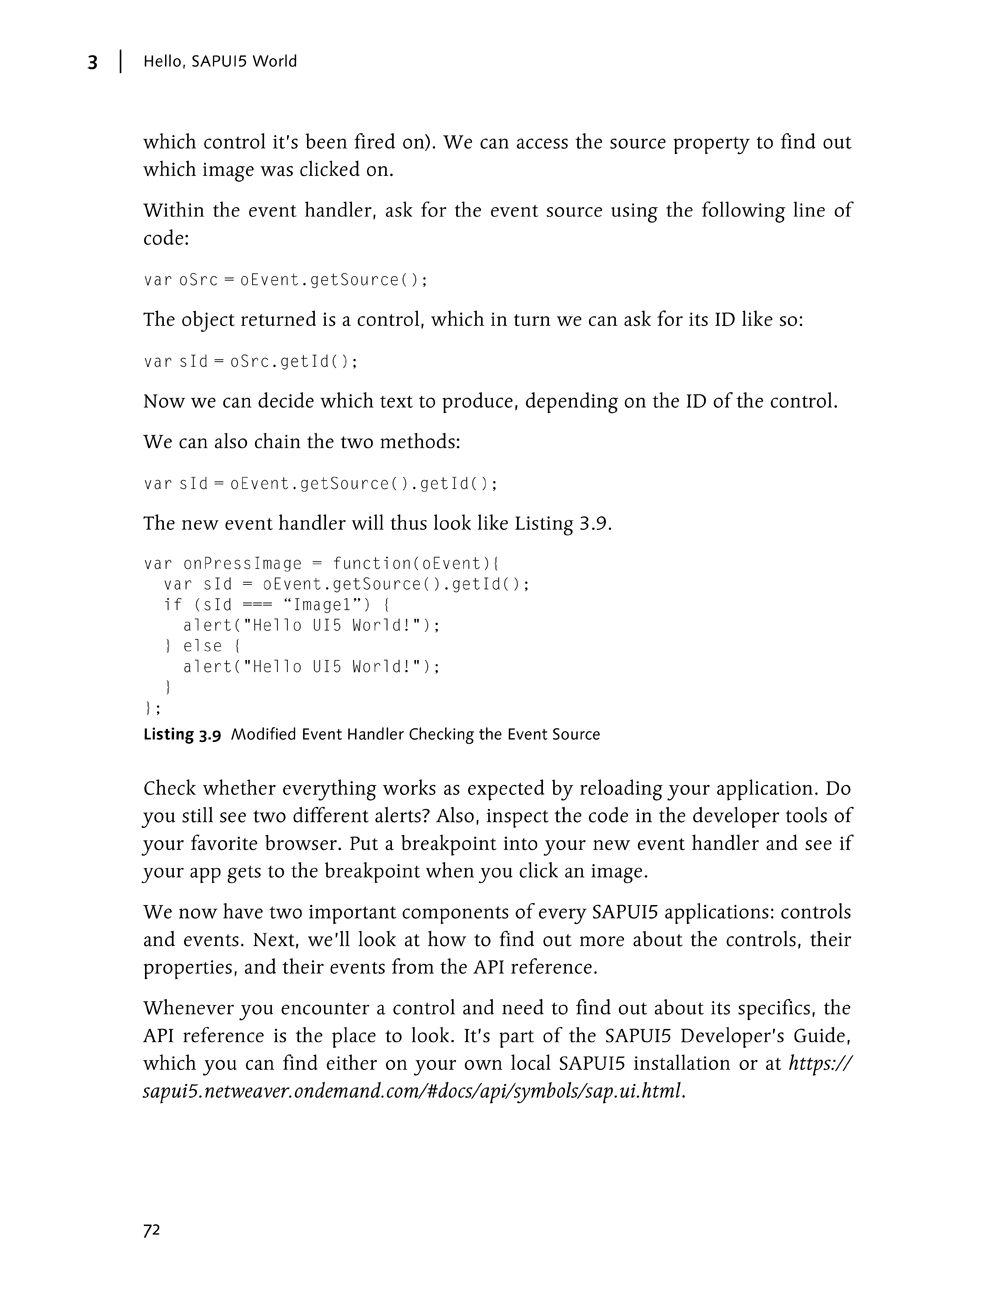 3 | Hello, SAPUI5 World
which control it's been fired on). We can access the source property to find out
which image was clicked on.
Within the event handler, ask for the event source using the following line of
code:
var oSrc = oEvent.getSource();
The object returned is a control, which in turn we can ask for its ID like so:
var sId = oSrc.getId();
Now we can decide which text to produce, depending on the ID of the control.
We can also chain the two methods:
var sId = oEvent.getSource().getId();
The new event handler will thus look like Listing 3.9.
var onPressImage = function(oEvent){
  var sId = oEvent.getSource().getId();
  if (sId === “Image1”) {
    alert("Hello UI5 World!");
  } else {
    alert("Hello UI5 World!");
  }
};
Listing 3.9 Modified Event Handler Checking the Event Source
Check whether everything works as expected by reloading your application. Do
you still see two different alerts? Also, inspect the code in the developer tools of
your favorite browser. Put a breakpoint into your new event handler and see if
your app gets to the breakpoint when you click an image.
We now have two important components of every SAPUI5 applications: controls
and events. Next, we'll look at how to find out more about the controls, their
properties, and their events from the API reference.
Whenever you encounter a control and need to find out about its specifics, the
API reference is the place to look. It's part of the SAPUI5 Developer's Guide,
which you can find either on your own local SAPUI5 installation or at https://
sapui5.netweaver.ondemand.com/#docs/api/symbols/sap.ui.html.
72